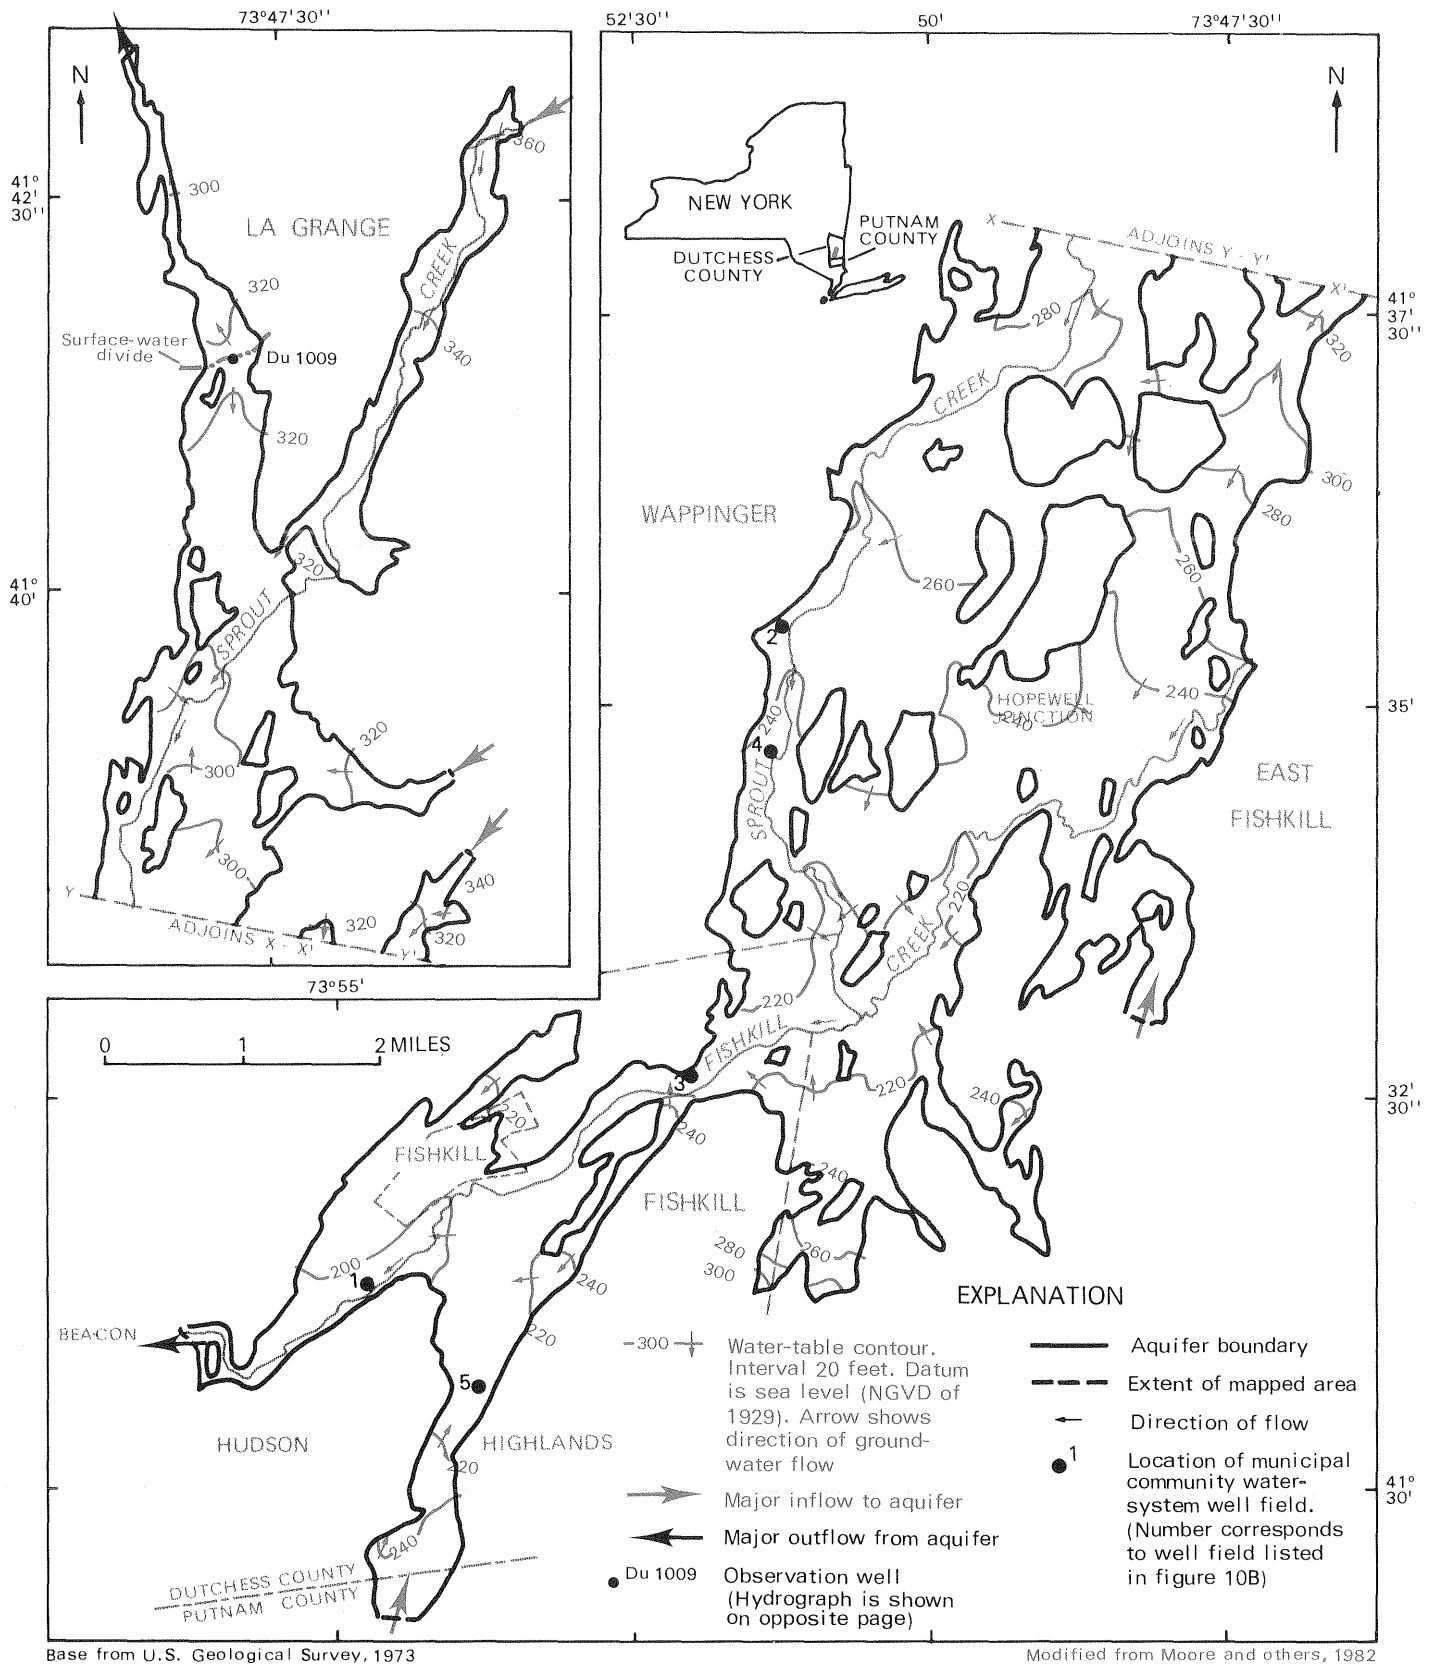 73°47'30''
52'30''
50'
73°47'30''
N
N
360
41°
42'
30''
300
LA GRANGE
CREEK
320
Surface-water
divide
Du 1009
340
320
NEW YORK
PUTNAM
COUNTY
DUTCHESS
COUNTY
X
ADJOINS Y - Y'
X'
41°
37'
30''
280
320
CREEK
300
280
WAPPINGER
260
260
320
41°
40'
SPROUT
2
240
HOPEWELL
JUNCTION
240
35'
240
4
SPROUT
EAST
FISHKILL
320
300
300
340
Y
ADJOINS X - X'
320
320
Y'
220
CREEK
220
73°55'
0 1 2 MILES
FISHKILL
3
220
240
32'
30''
220
FISHKILL
240
240
FISHKILL
280
260
300
200
1
240
220
BEACON
5
HUDSON
HIGHLANDS
220
240
DUTCHESS COUNTY
PUTNAM COUNTY
41°
30'
EXPLANATION
-300
Water-table contour.
Interval 20 feet. Datum
is sea level (NGVD of
1929). Arrow shows
direction of ground-
water flow
Major inflow to aquifer
Major outflow from aquifer
Du 1009
Observation well
(Hydrograph is shown
on opposite page)
Aquifer boundary
Extent of mapped area
Direction of flow
1
Location of municipal
community water-
system well field.
(Number corresponds
to well field listed
in figure 10B)
Base from U.S. Geological Survey, 1973
Modified from Moore and others, 1982